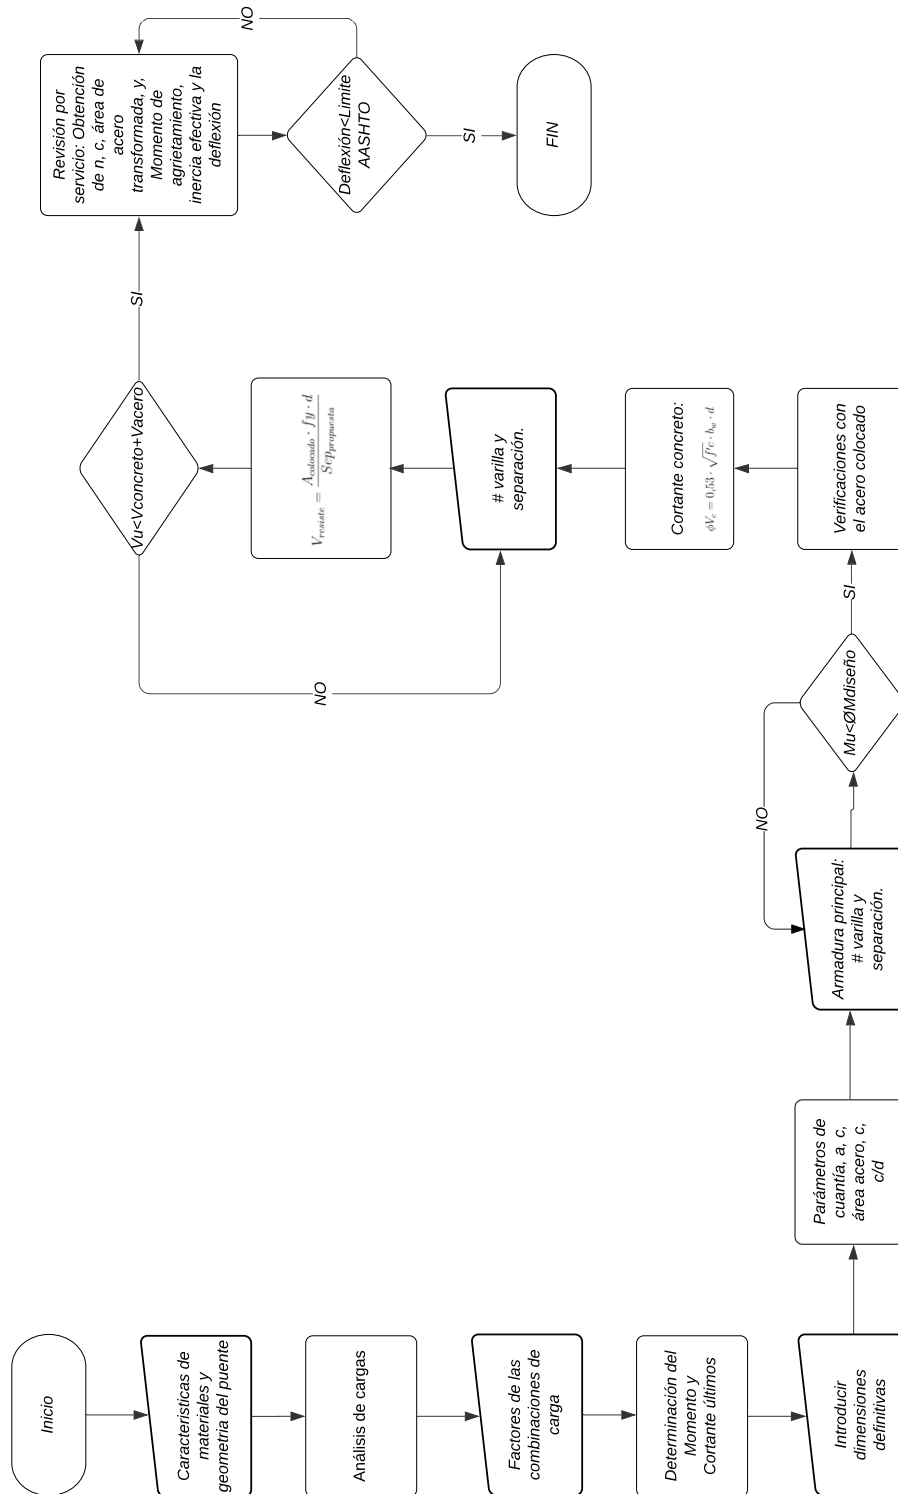 Inicio
Características de
materiales y
geometria del puente
Análisis de cargas
Factores de las
combinaciones de
carga
Determinación del
Momento y
Cortante últimos
Introducir
dimensiones
definitivas
Parámetros de
cuantía, a, c,
área acero, c,
c/d
Armadura principal:
# varilla y
separación.
Mu<ØMdiseño
NO
SI
Verificaciones con
el acero colocado
Cortante concreto:
ϕV_c = 0,53 · √f'c · b_w · d
# varilla y
separación.
V_resiste = A_colocado · fy · d / Sep_propuesta
Vu<Vconcreto+Vacero
NO
SI
Revisión por
servicio: Obtención
de n, c, área de
acero
transformada, y,
Momento de
agrietamiento,
inercia efectiva y la
deflexión
Deflexión<Limite
AASHTO
NO
SI
FIN